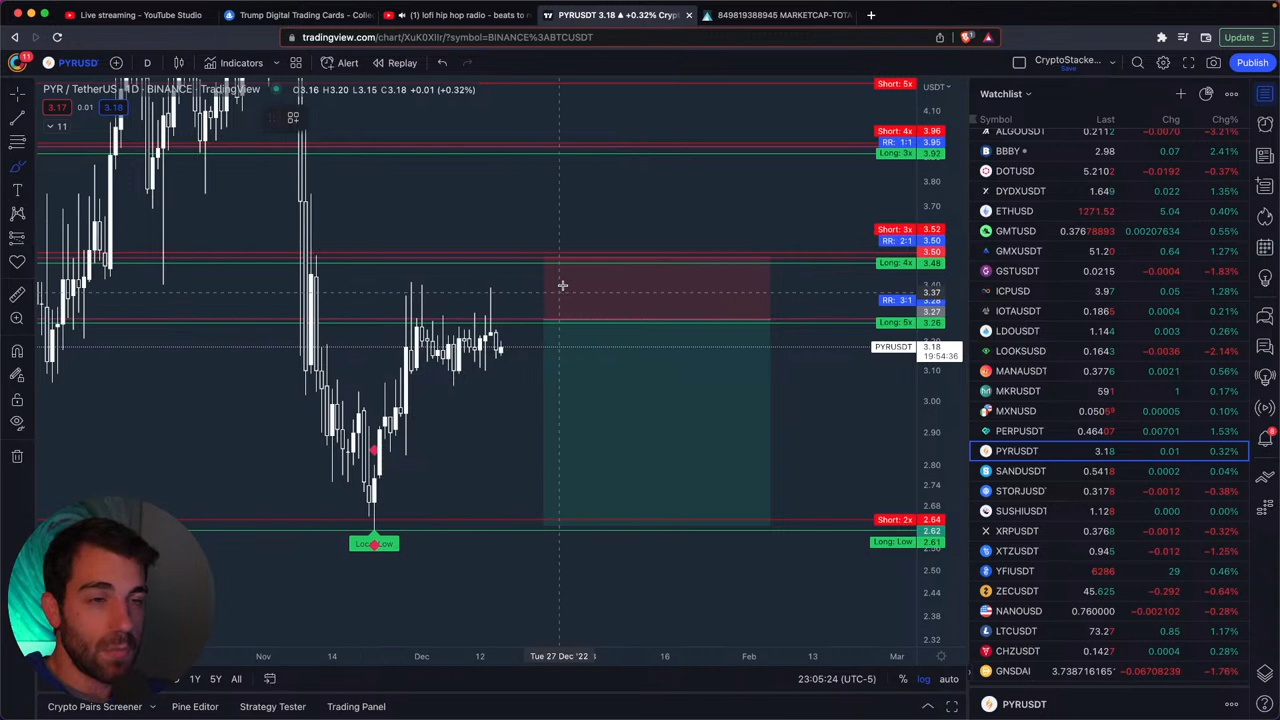 Live streaming - YouTube Studio
Trump Digital Trading Cards - Colle
(1) lofi hip hop radio - beats to r
PYRUSD 3.18 ▲ +0.32% Crypt
849819388945 MARKETCAP-TOTA
tradingview.com/chart/XuK0XIIr/?symbol=BINANCE%3ABTCUSDT
1
Update
11
PYRUSD
D
Indicators
Alert
Replay
CryptoStacke...
Save
Publish
PYR / TetherUS
1D · BINANCE
TradingView
O3.16 H3.20 L3.15 C3.18 +0.01 (+0.32%)
3.17
0.01
3.18
11
USDT
Short: 5x
4.10
Short: 4x 3.96
RR: 1:1 3.95
Long: 3x 3.92
3.80
3.70
Short: 3x 3.52
RR: 2:1 3.50
3.50
Long: 4x 3.48
3.40
3.37
RR: 3:1 3.28
3.27
Long: 5x 3.26
3.20
PYRUSDT 3.18
19:54:36
3.10
3.00
2.90
2.80
2.74
2.68
Short: 2x 2.64
2.62
Long: Low 2.61
2.50
2.44
2.38
2.32
Nov
14
Dec
12
Tue 27 Dec '22
16
Feb
13
Mar
1Y
5Y
All
23:05:24 (UTC-5)
%
log
auto
Crypto Pairs Screener
Pine Editor
Strategy Tester
Trading Panel
Watchlist
Symbol Last Chg Chg%
ALGOUSDT 0.2112 -0.0070 -3.21%
BBBY 2.98 0.07 2.41%
DOTUSD 5.2102 -0.0192 -0.37%
DYDXUSDT 1.649 0.022 1.35%
ETHUSD 1271.52 5.04 0.40%
GMTUSD 0.37678893 0.00207634 0.55%
GMXUSDT 51.20 0.64 1.27%
GSTUSDT 0.0215 -0.0004 -1.83%
ICPUSD 3.97 0.05 1.28%
IOTAUSDT 0.1865 0.0004 0.21%
LDOUSDT 1.144 0.003 0.26%
LOOKSUSD 0.1643 -0.0036 -2.14%
MANAUSDT 0.3776 0.0021 0.56%
MKRUSDT 591 1 0.17%
MXNUSD 0.05059 0.00005 0.10%
PERPUSDT 0.46407 0.00701 1.53%
PYRUSDT 3.18 0.01 0.32%
SANDUSDT 0.5418 0.0002 0.04%
STORJUSD 0.3178 -0.0012 -0.38%
SUSHIUSDT 1.128 0.000 0.03%
XRPUSDT 0.3768 -0.0012 -0.32%
XTZUSDT 0.945 -0.012 -1.25%
YFIUSDT 6286 29 0.46%
ZECUSDT 45.625 -0.292 -0.64%
NANOUSD 0.760000 -0.002102 -0.28%
LTCUSDT 73.27 0.85 1.17%
CHZUSDT 0.1427 0.0004 0.28%
GNSDAI 3.738716165 -0.06708239 -1.76%
PYRUSDT
8